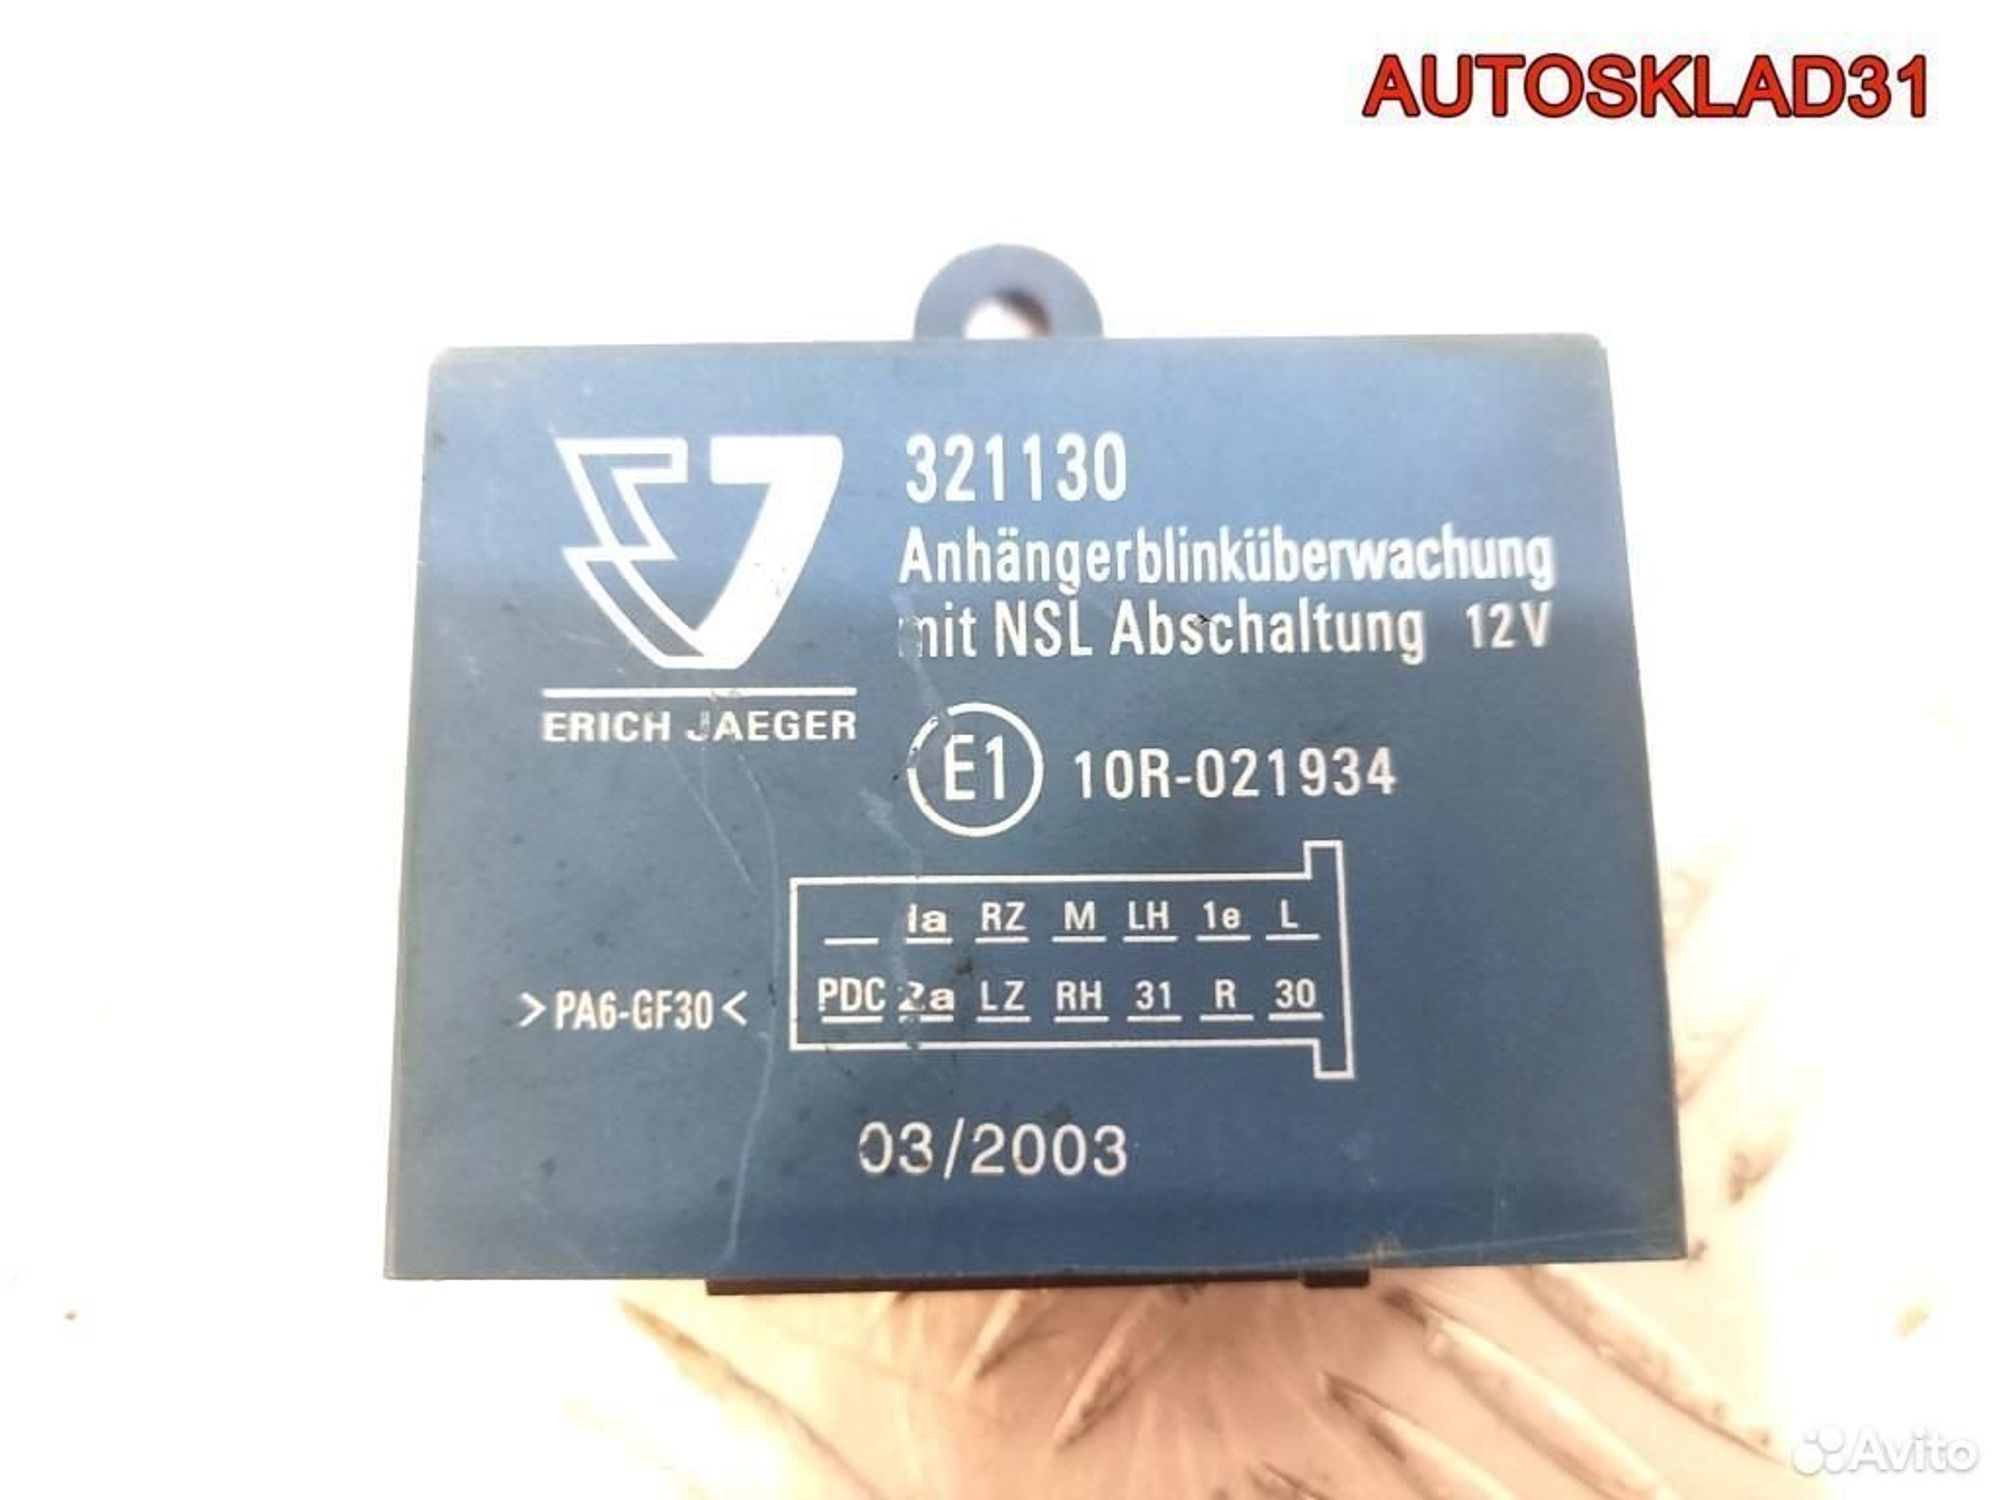 AUTOSKLAD31
321130
Anhängerblinküberwachung
mit NSL Abschaltung 12V
ERICH JAEGER
E1 10R-021934
1a RZ M LH 1e L
>PA6-GF30< PDC 2a LZ RH 31 R 30
03/2003
Avito